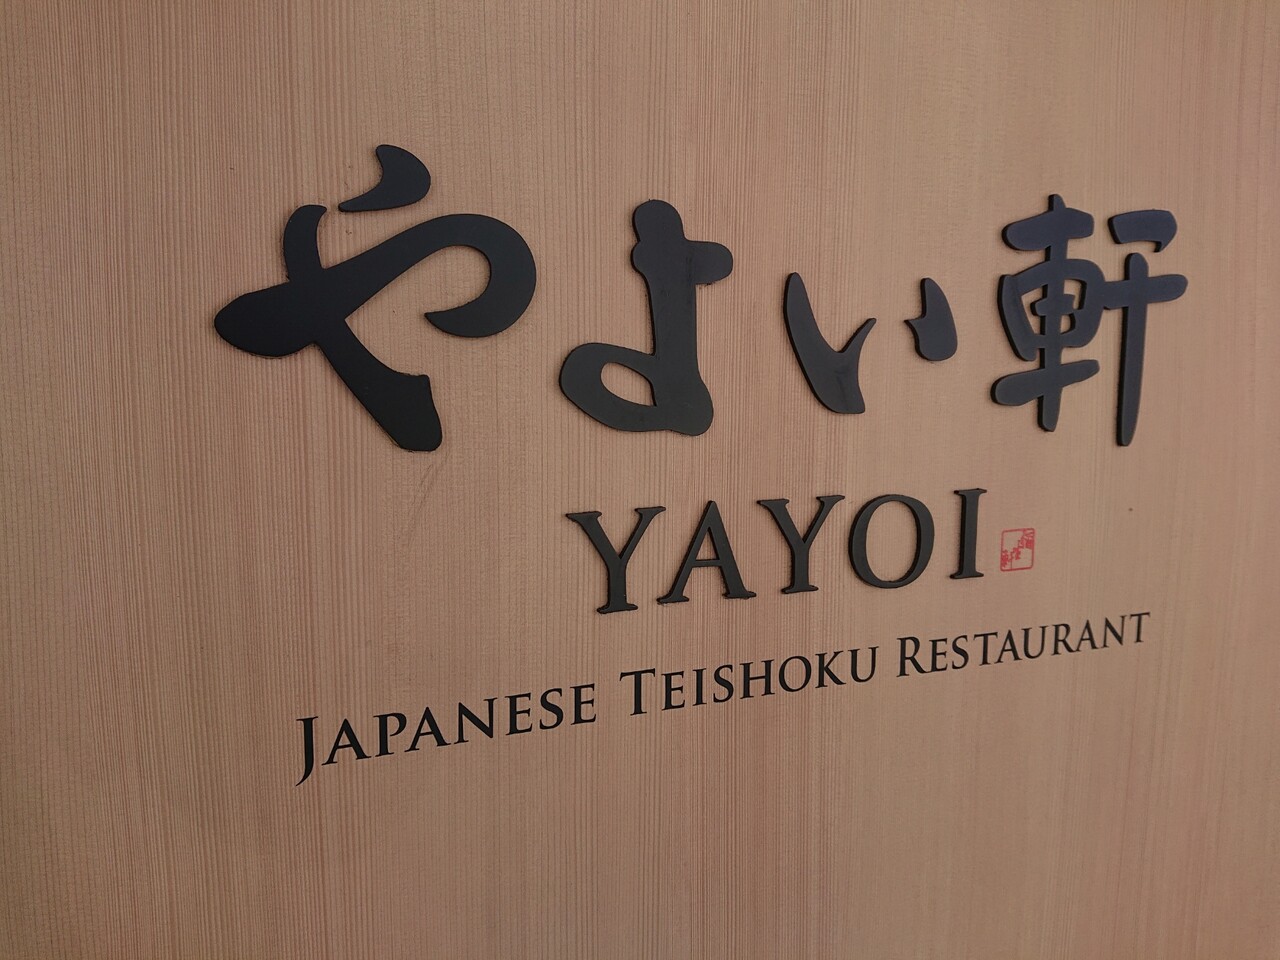 やよい軒
YAYOI
JAPANESE TEISHOKU RESTAURANT